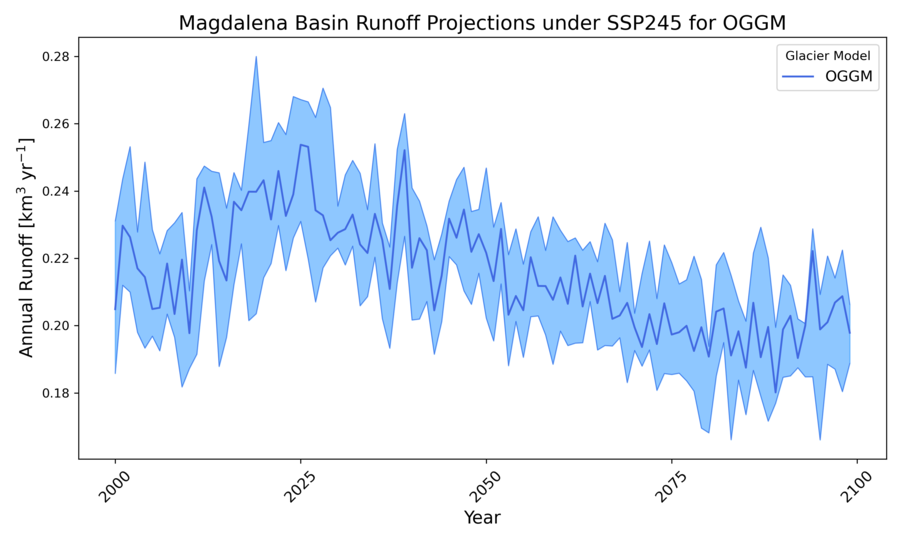 Magdalena Basin Runoff Projections under SSP245 for OGGM
Glacier Model
OGGM
0.28
0.26
0.24
0.22
0.20
0.18
Annual Runoff [km³ yr⁻¹]
2000
2025
2050
2075
2100
Year